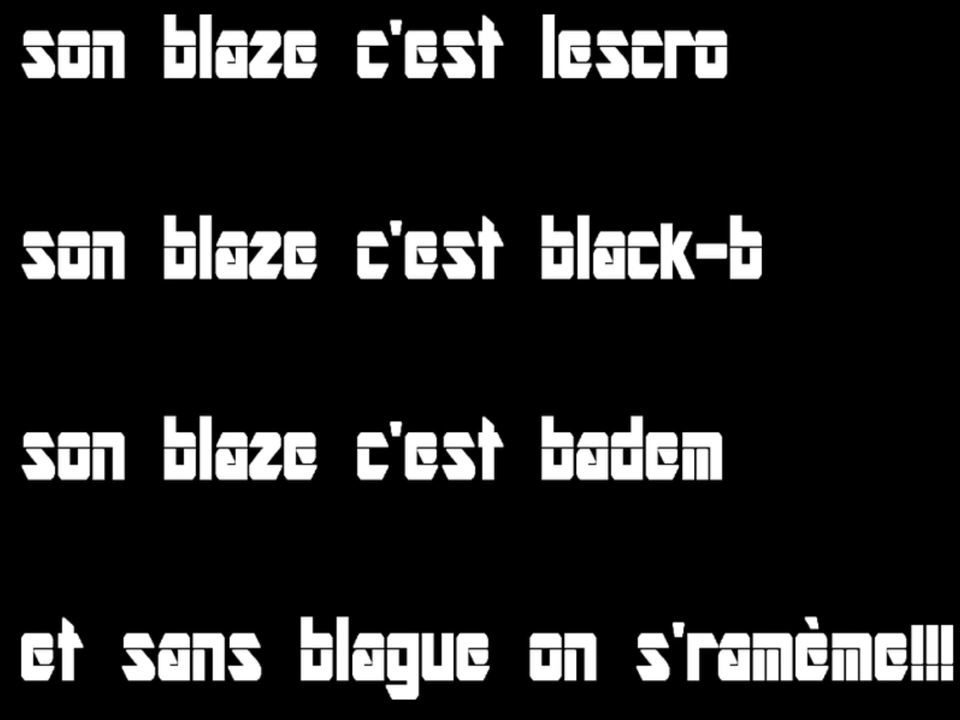 son blaze c'est lescro
son blaze c'est black-b
son blaze c'est badem
et sans blague on s'ramème!!!